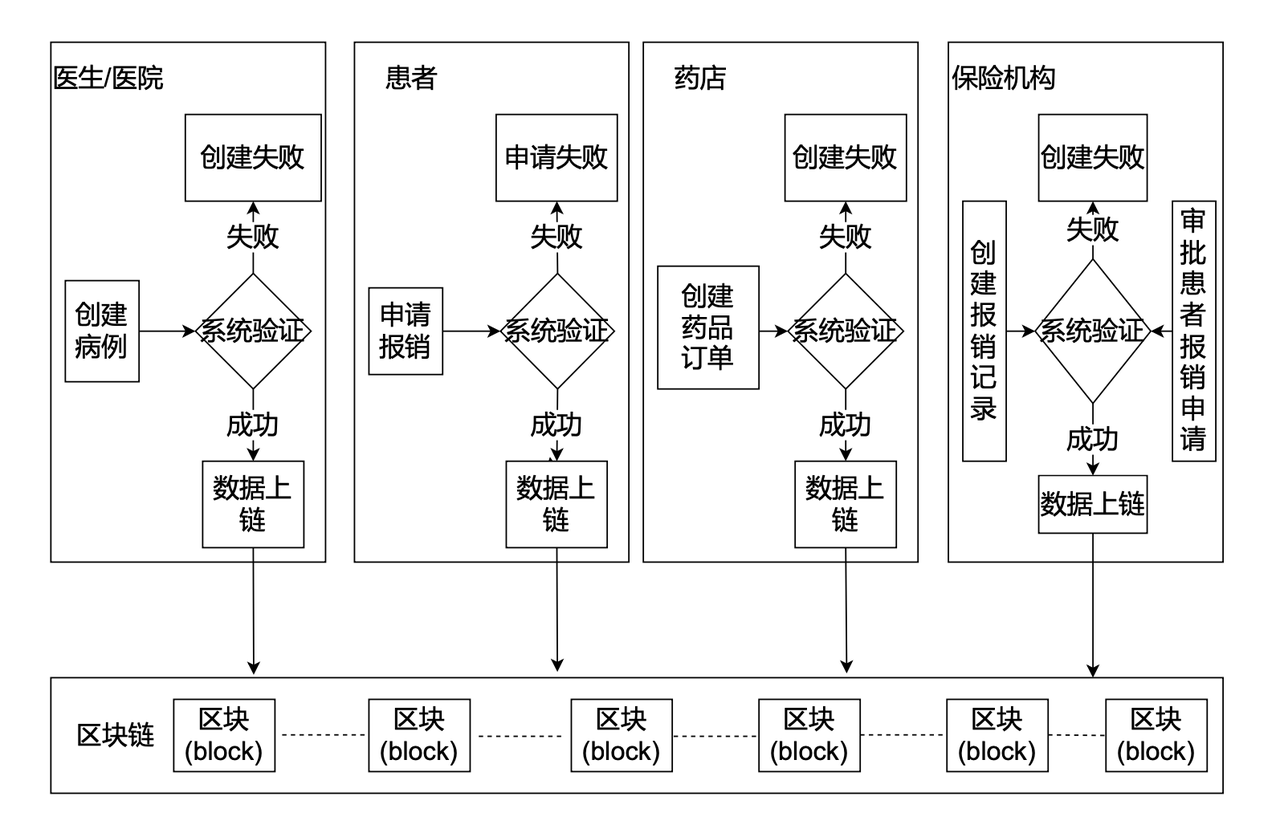 医生/医院
创建失败
失败
创建
病例
系统验证
成功
数据上
链
患者
申请失败
失败
申请
报销
系统验证
成功
数据上
链
药店
创建失败
失败
创建
药品
订单
系统验证
成功
数据上
链
保险机构
创建失败
失败
创
建
报
销
记
录
系统验证
审
批
患
者
报
销
申
请
成功
数据上链
区块链
区块
(block)
区块
(block)
区块
(block)
区块
(block)
区块
(block)
区块
(block)